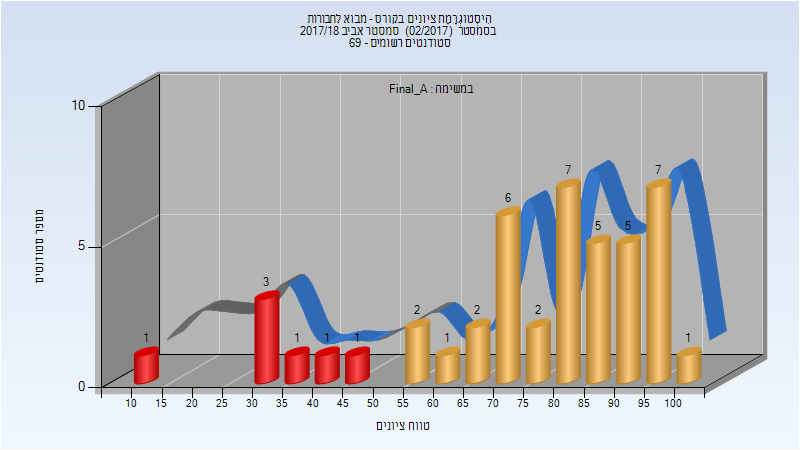 היסטוגרמת ציונים בקורס - מבוא לחבורות
בסמסטר (02/2017) סמסטר אביב 2017/18
סטודנטים רשומים - 69
במשימה : Final_A
מספר סטודנטים
10
5
0
1
3
1
1
1
2
1
2
6
2
7
5
5
7
1
10 15 20 25 30 35 40 45 50 55 60 65 70 75 80 85 90 95 100
טווח ציונים